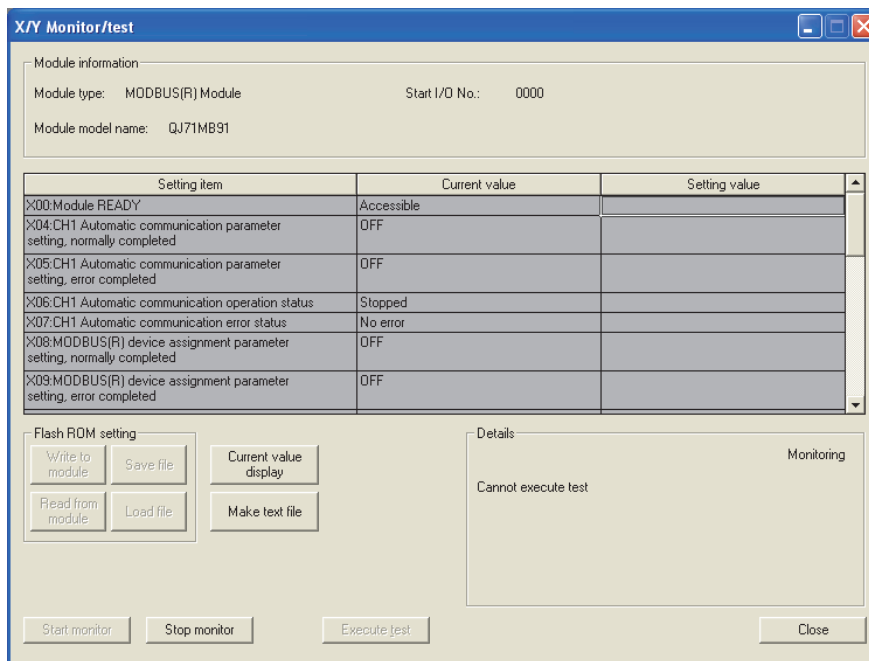 X/Y Monitor/test
Module information
Module type: MODBUS(R) Module Start I/O No.: 0000
Module model name: QJ71MB91
Setting item Current value Setting value
X00:Module READY Accessible
X04:CH1 Automatic communication parameter OFF
setting, normally completed
X05:CH1 Automatic communication parameter OFF
setting, error completed
X06:CH1 Automatic communication operation status Stopped
X07:CH1 Automatic communication error status No error
X08:MODBUS(R) device assignment parameter OFF
setting, normally completed
X09:MODBUS(R) device assignment parameter OFF
setting, error completed
Flash ROM setting
Write to
module
Save file
Current value
display
Read from
module
Load file
Make text file
Details
Monitoring
Cannot execute test
Start monitor Stop monitor Execute test Close